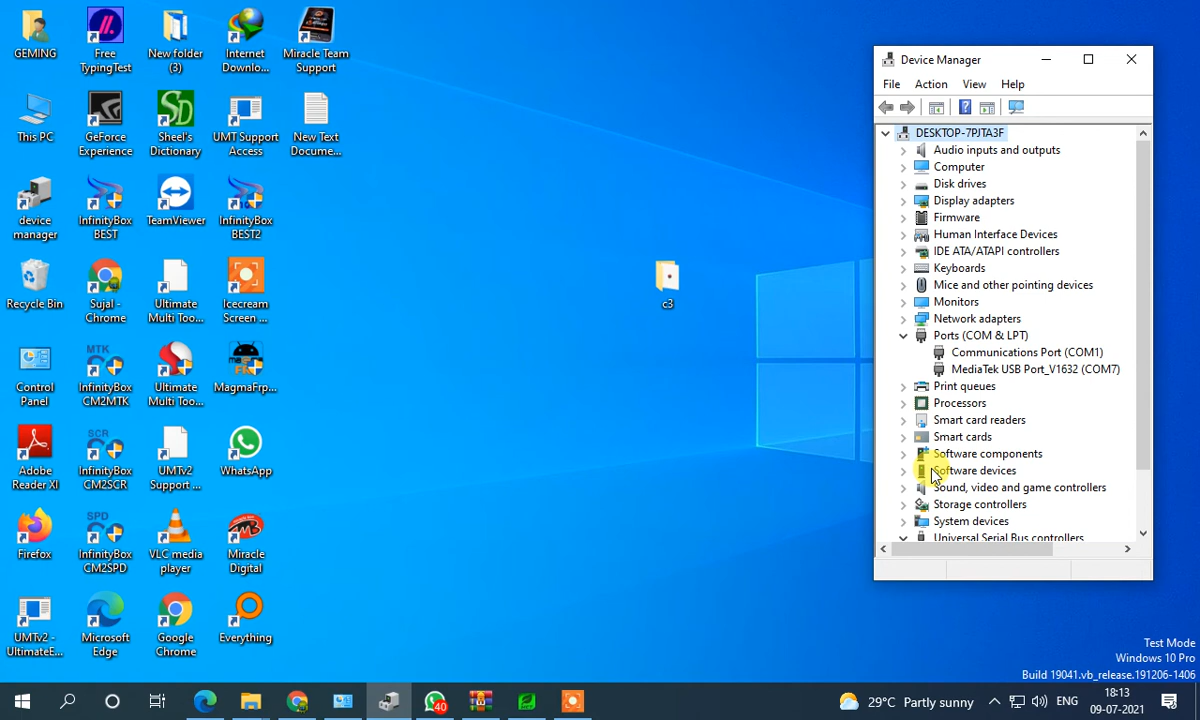 GEMING
Free
TypingTest
New folder
(3)
Internet
Downlo...
Miracle Team
Support
This PC
GeForce
Experience
SD
Sheel's
Dictionary
UMT Support
Access
New Text
Docume...
device
manager
InfinityBox
BEST
TeamViewer
InfinityBox
BEST2
Recycle Bin
Sujal -
Chrome
Ultimate
Multi Too...
Icecream
Screen ...
c3
Control
Panel
MTK
InfinityBox
CM2MTK
Ultimate
Multi Too...
MagmaFrp...
Adobe
Reader XI
SCR
InfinityBox
CM2SCR
UMTv2
Support ...
WhatsApp
Firefox
SPD
InfinityBox
CM2SPD
VLC media
player
Miracle
Digital
UMTv2 -
UltimateE...
Microsoft
Edge
Google
Chrome
Everything
Device Manager
File Action View Help
DESKTOP-7PJTA3F
Audio inputs and outputs
Computer
Disk drives
Display adapters
Firmware
Human Interface Devices
IDE ATA/ATAPI controllers
Keyboards
Mice and other pointing devices
Monitors
Network adapters
Ports (COM & LPT)
Communications Port (COM1)
MediaTek USB Port_V1632 (COM7)
Print queues
Processors
Smart card readers
Smart cards
Software components
Software devices
Sound, video and game controllers
Storage controllers
System devices
Universal Serial Bus controllers
Test Mode
Windows 10 Pro
Build 19041.vb_release.191206-1406
40
29°C Partly sunny
ENG
18:13
09-07-2021